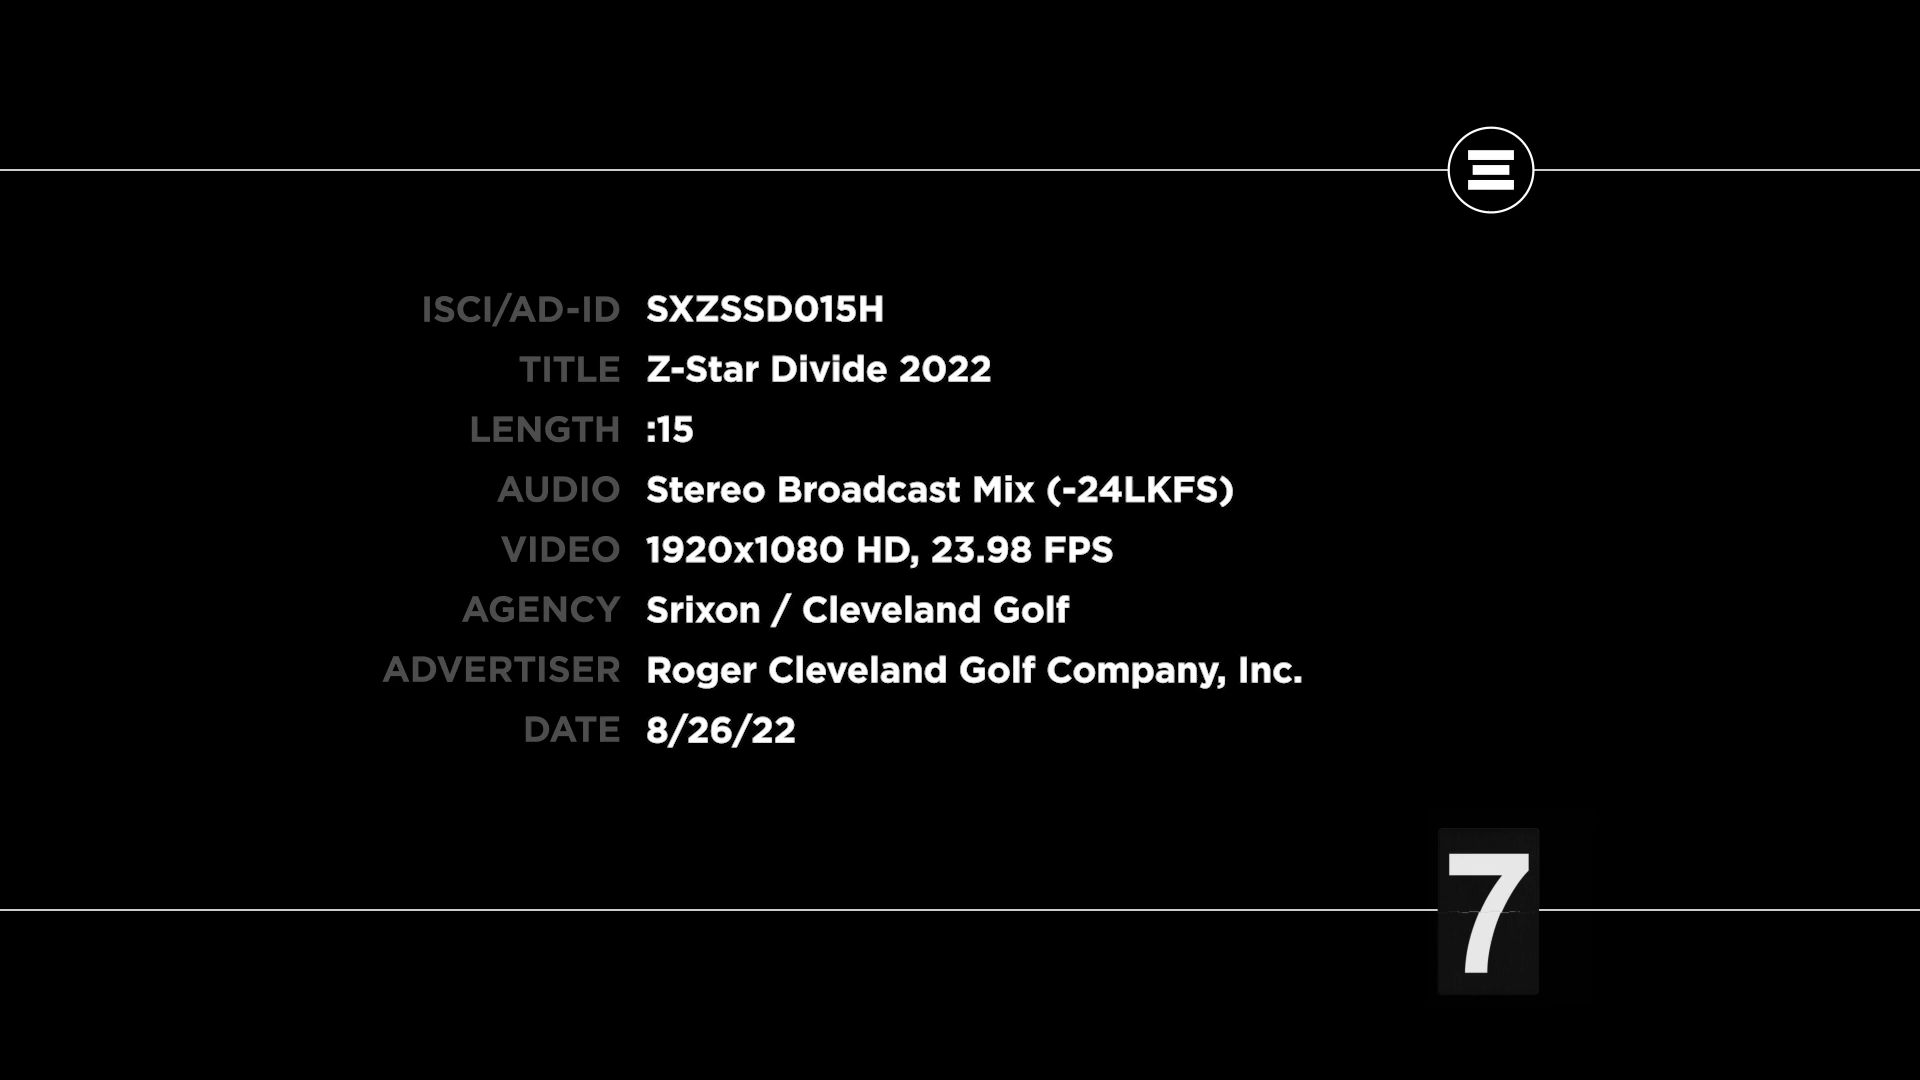 ISCI/AD-ID SXZSSD015H
TITLE Z-Star Divide 2022
LENGTH :15
AUDIO Stereo Broadcast Mix (-24LKFS)
VIDEO 1920x1080 HD, 23.98 FPS
AGENCY Srixon / Cleveland Golf
ADVERTISER Roger Cleveland Golf Company, Inc.
DATE 8/26/22
7